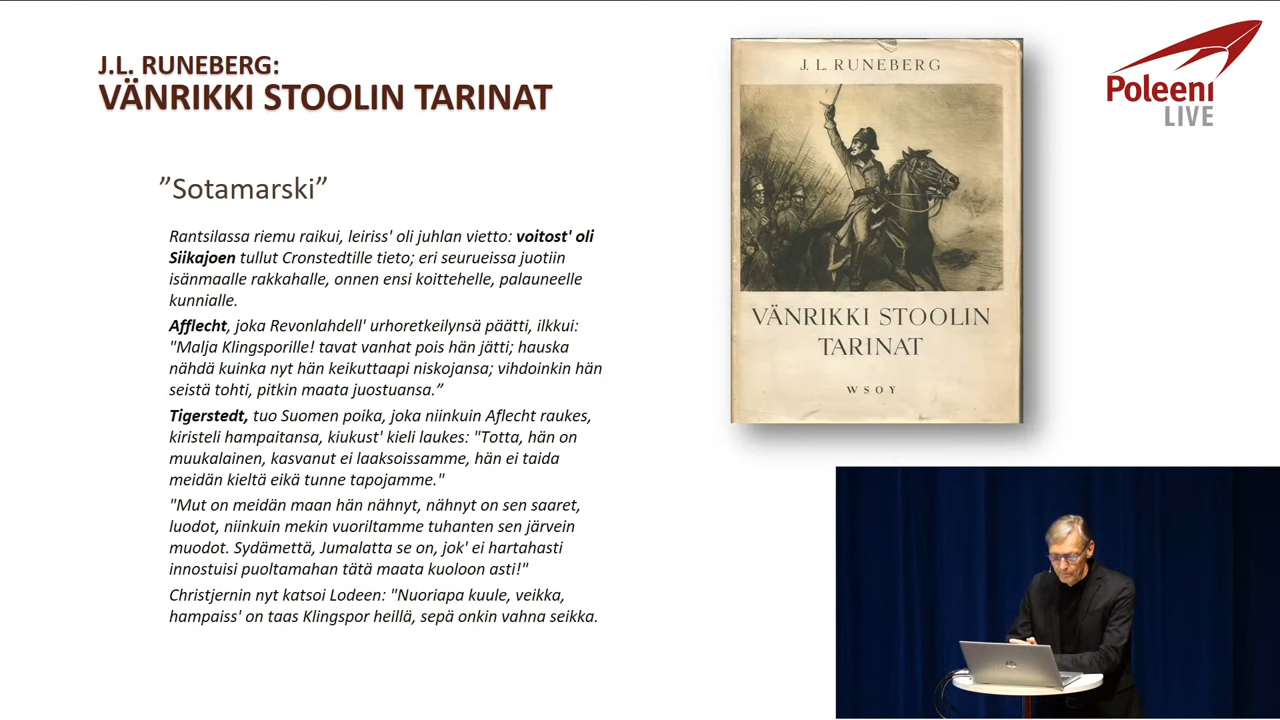 J.L. RUNEBERG:
VÄNRIKKI STOOLIN TARINAT
”Sotamarski”
Rantsilassa riemu raikui, leiriss' oli juhlan vietto: voitost' oli
Siikajoen tullut Cronstedtille tieto; eri seurueissa juotiin
isänmaalle rakkahalle, onnen ensi koittehelle, palauneelle
kunnialle.
Afflecht, joka Revonlahdell' urhoretkeilynsä päätti, ilkkui:
"Malja Klingsporille! tavat vanhat pois hän jätti; hauska
nähdä kuinka nyt hän keikuttaapi niskojansa; vihdoinkin hän
seistä tohti, pitkin maata juostuansa.”
Tigerstedt, tuo Suomen poika, joka niinkuin Aflecht raukes,
kiristeli hampaitansa, kiukust' kieli laukes: "Totta, hän on
muukalainen, kasvanut ei laaksoissamme, hän ei taida
meidän kieltä eikä tunne tapojamme."
"Mut on meidän maan hän nähnyt, nähnyt on sen saaret,
luodot, niinkuin mekin vuoriltamme tuhanten sen järvein
muodot. Sydämettä, Jumalatta se on, jok' ei hartahasti
innostuisi puoltamahan tätä maata kuoloon asti!"
Christjernin nyt katsoi Lodeen: "Nuoriapa kuule, veikka,
hampaiss' on taas Klingspor heillä, sepä onkin vahna seikka.
J. L. RUNEBERG
VÄNRIKKI STOOLIN
TARINAT
WSOY
Poleeni
LIVE